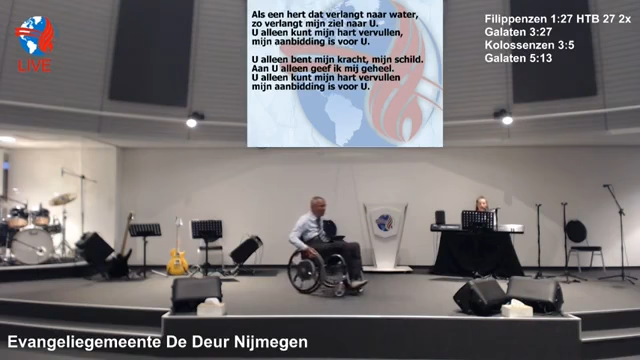 LIVE
Als een hert dat verlangt naar water,
zo verlangt mijn ziel naar U.
U alleen kunt mijn hart vervullen,
mijn aanbidding is voor U.
U alleen bent mijn kracht, mijn schild.
Aan U alleen geef ik mij geheel.
U alleen kunt mijn hart vervullen
mijn aanbidding is voor U.
Filippenzen 1:27 HTB 27 2x
Galaten 3:27
Kolossenzen 3:5
Galaten 5:13
Evangeliegemeente De Deur Nijmegen